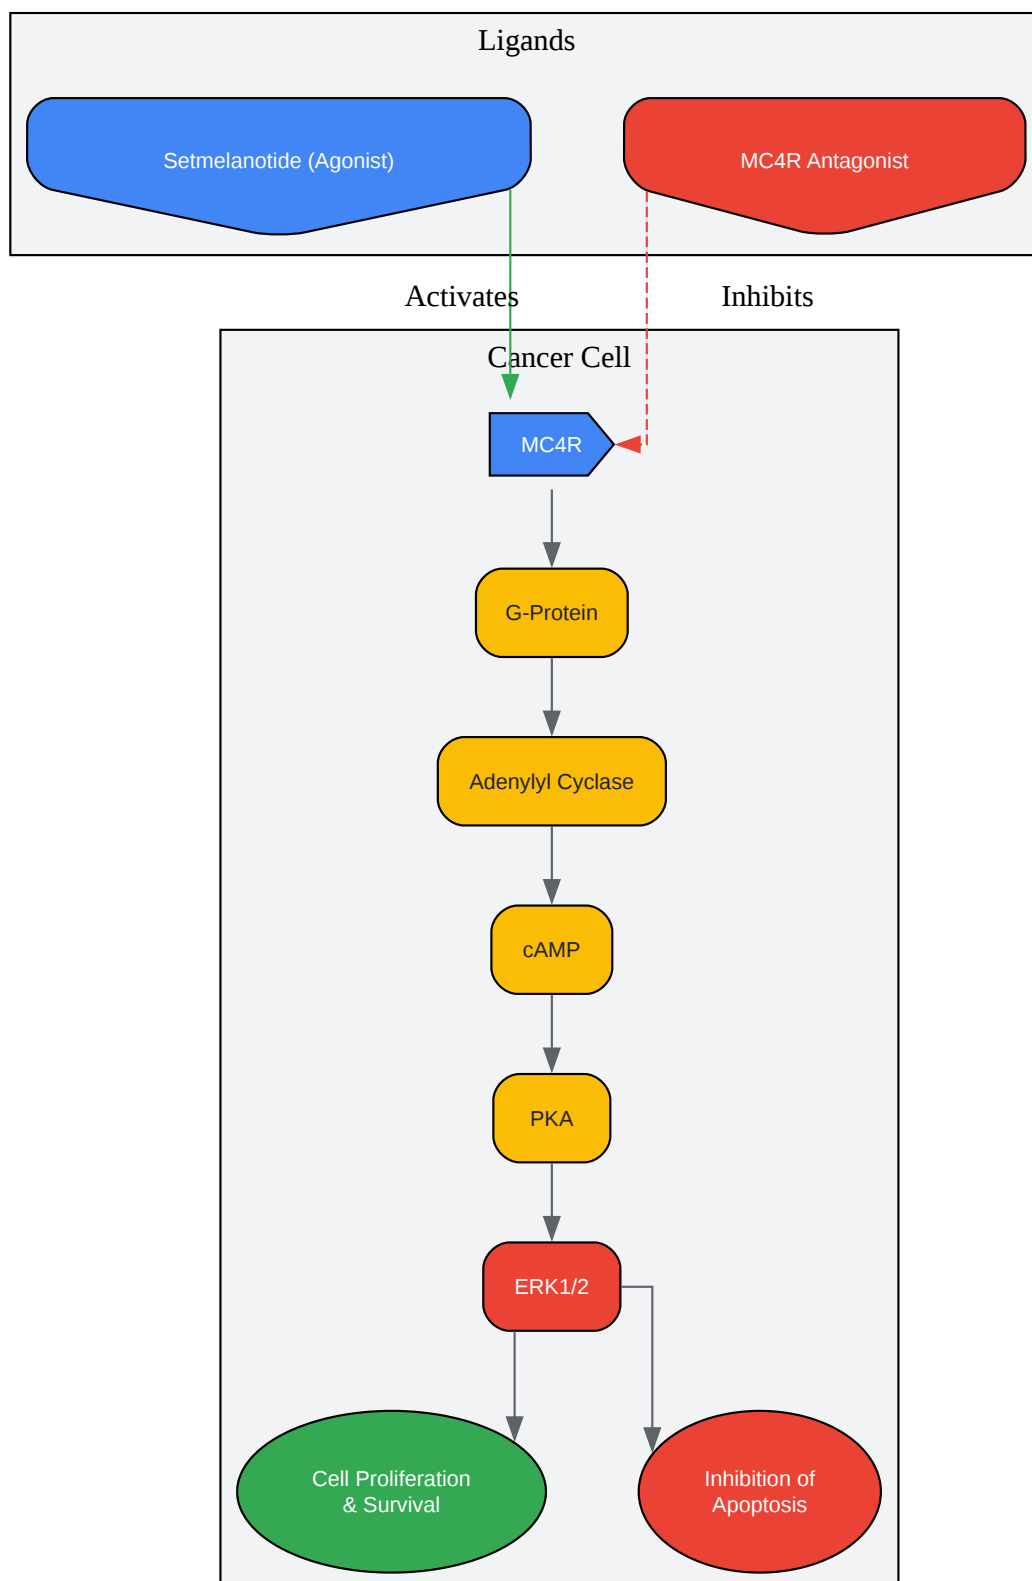 Ligands
Setmelanotide (Agonist)
MC4R Antagonist
Activates
Inhibits
Cancer Cell
MC4R
G-Protein
Adenylyl Cyclase
cAMP
PKA
ERK1/2
Cell Proliferation
& Survival
Inhibition of
Apoptosis